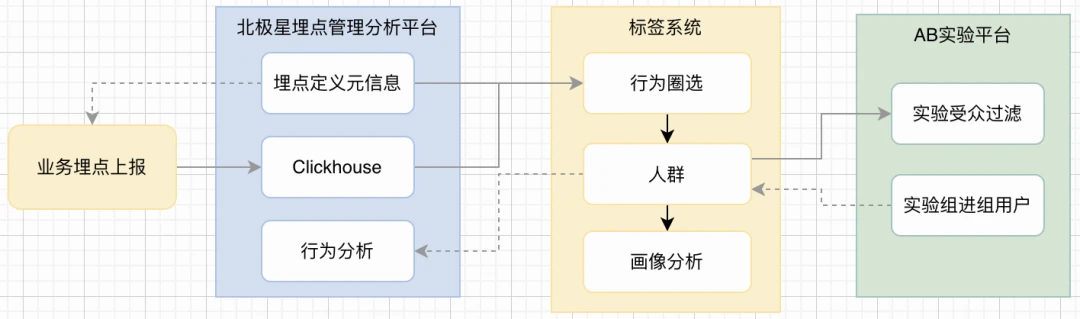 北极星埋点管理分析平台
标签系统
AB实验平台
埋点定义元信息
行为圈选
实验受众过滤
业务埋点上报
Clickhouse
人群
实验组进组用户
行为分析
画像分析